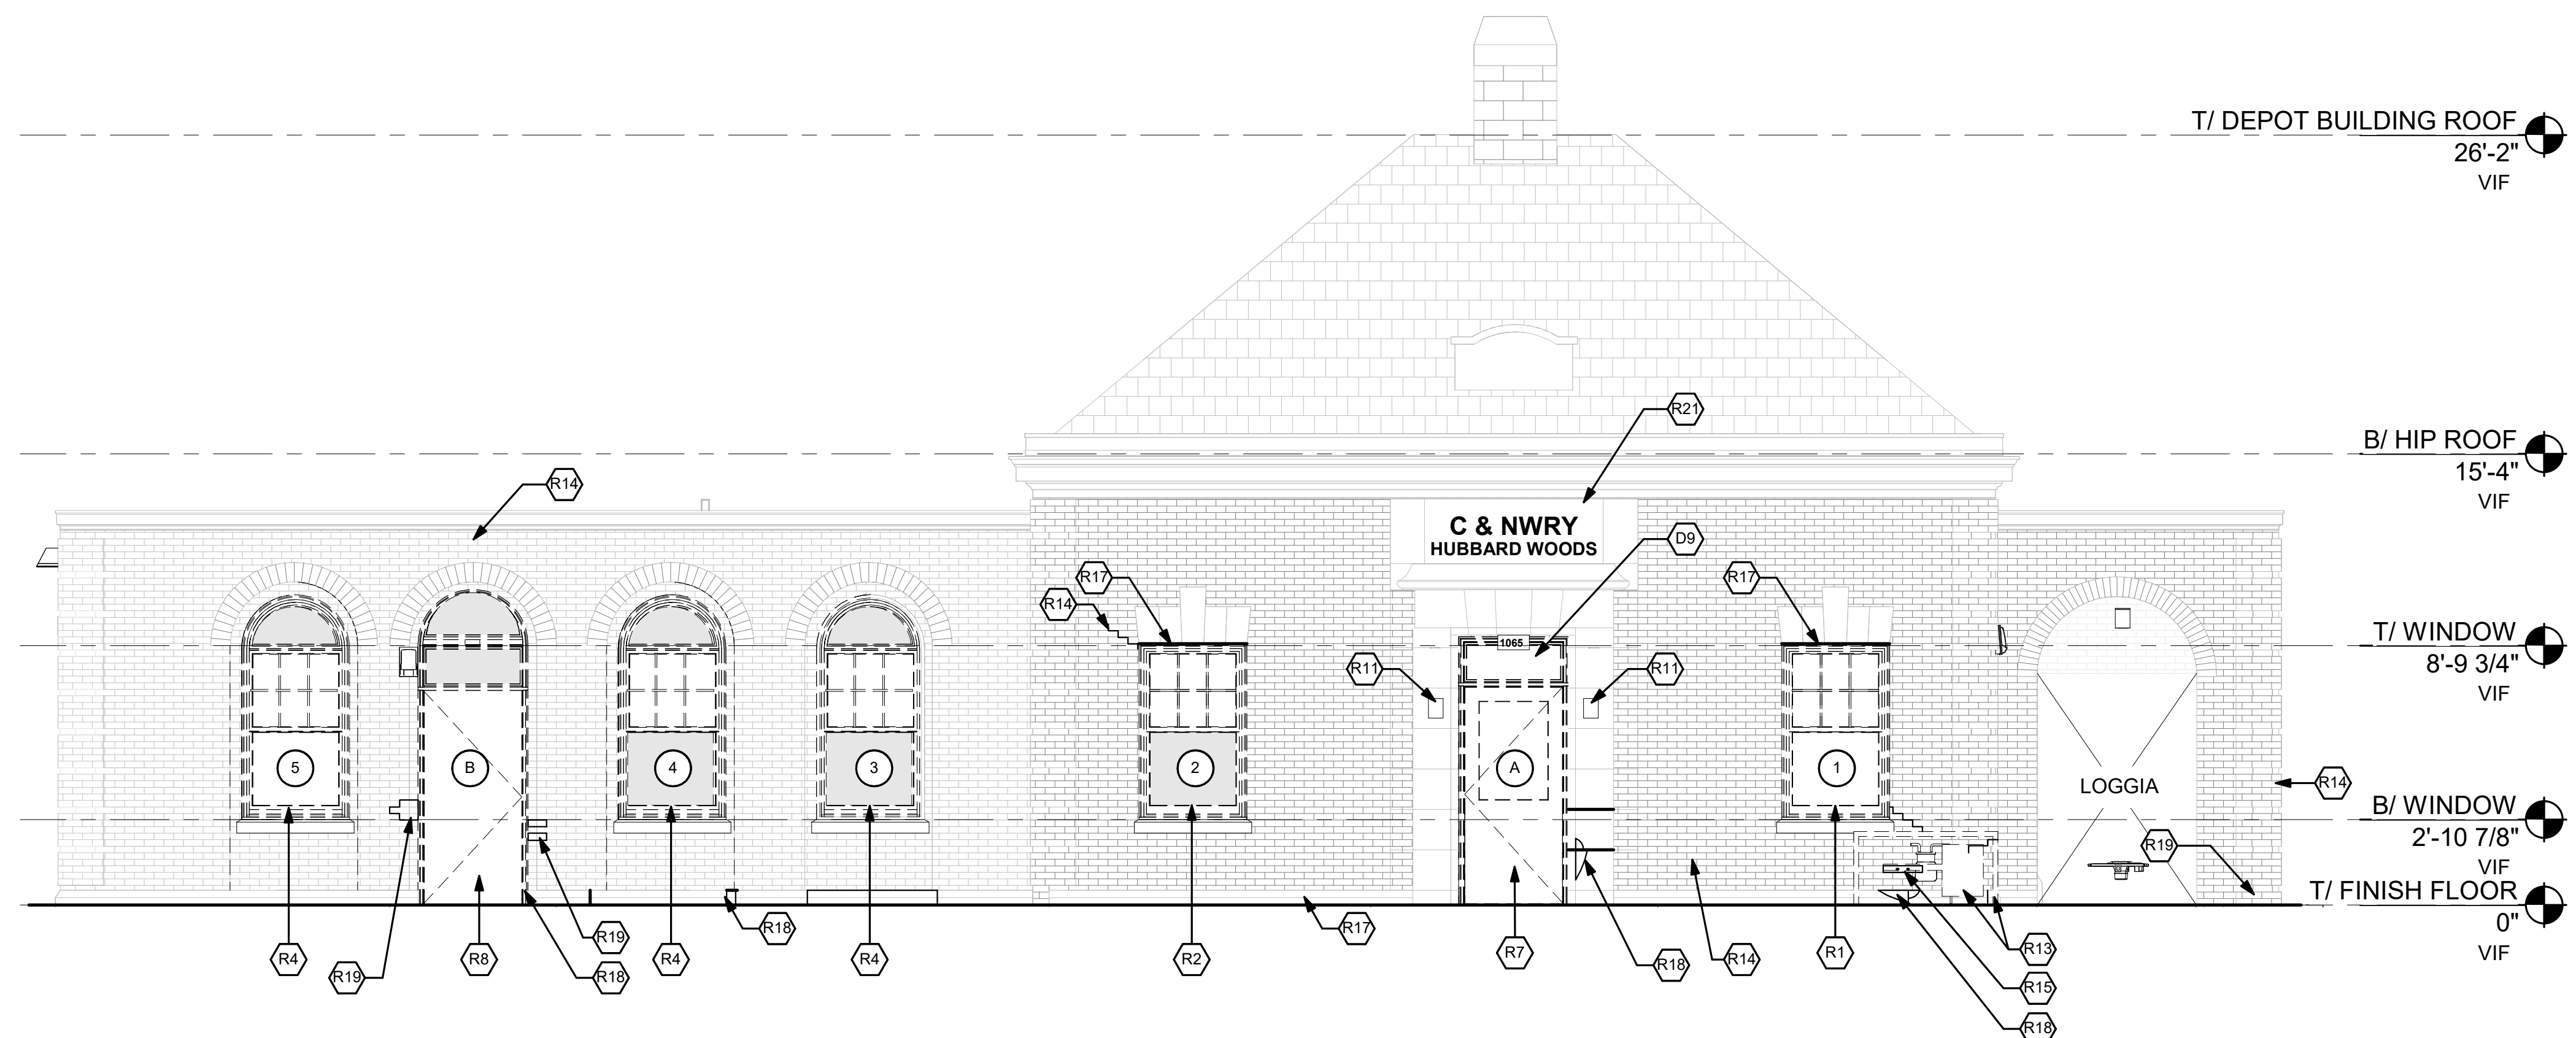 T/ DEPOT BUILDING ROOF
26'-2"
VIF
R21
B/ HIP ROOF
15'-4"
VIF
R14
C & NWRY
HUBBARD WOODS
D9
R17
R17
R14
1065
T/ WINDOW
8'-9 3/4"
VIF
R11
R11
5
B
4
3
2
A
1
LOGGIA
R14
B/ WINDOW
2'-10 7/8"
VIF
R19
T/ FINISH FLOOR
0"
VIF
R4
R19
R8
R19
R18
R4
R18
R4
R2
R17
R7
R18
R14
R1
R13
R15
R18